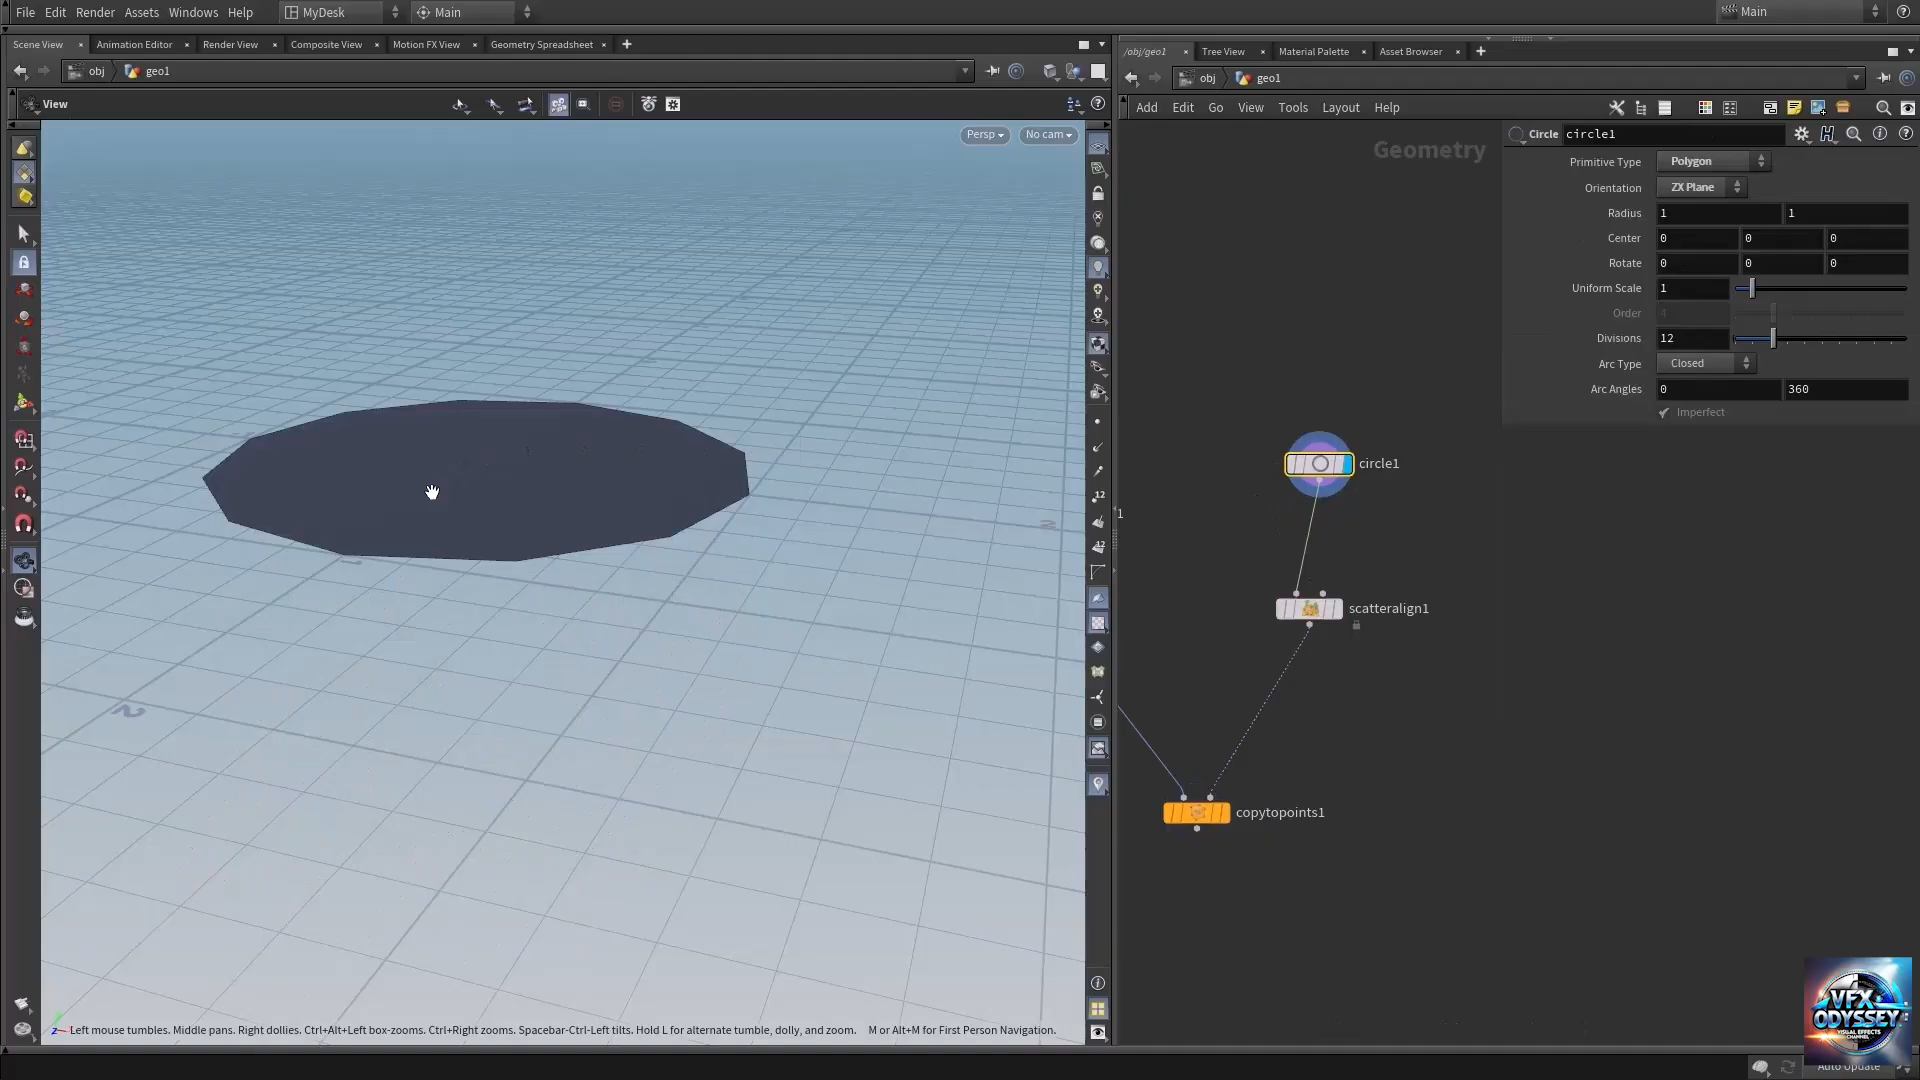 File Edit Render Assets Windows Help MyDesk Main Main
Scene View Animation Editor Render View Composite View Motion FX View Geometry Spreadsheet
obj geo1
View
Persp No cam
2
Left mouse tumbles. Middle pans. Right dollies. Ctrl+Alt+Left box-zooms. Ctrl+Right zooms. Spacebar-Ctrl-Left tilts. Hold L for alternate tumble, dolly, and zoom. M or Alt+M for First Person Navigation.
/obj/geo1 Tree View Material Palette Asset Browser
obj geo1
Add Edit Go View Tools Layout Help
Geometry
Circle circle1
Primitive Type Polygon
Orientation ZX Plane
Radius 1 1
Center 0 0 0
Rotate 0 0 0
Uniform Scale 1
Order 4
Divisions 12
Arc Type Closed
Arc Angles 0 360
Imperfect
circle1
1
scatteralign1
copytopoints1
VFX
ODYSSEY
VISUAL EFFECTS
CHANNEL
Auto Update